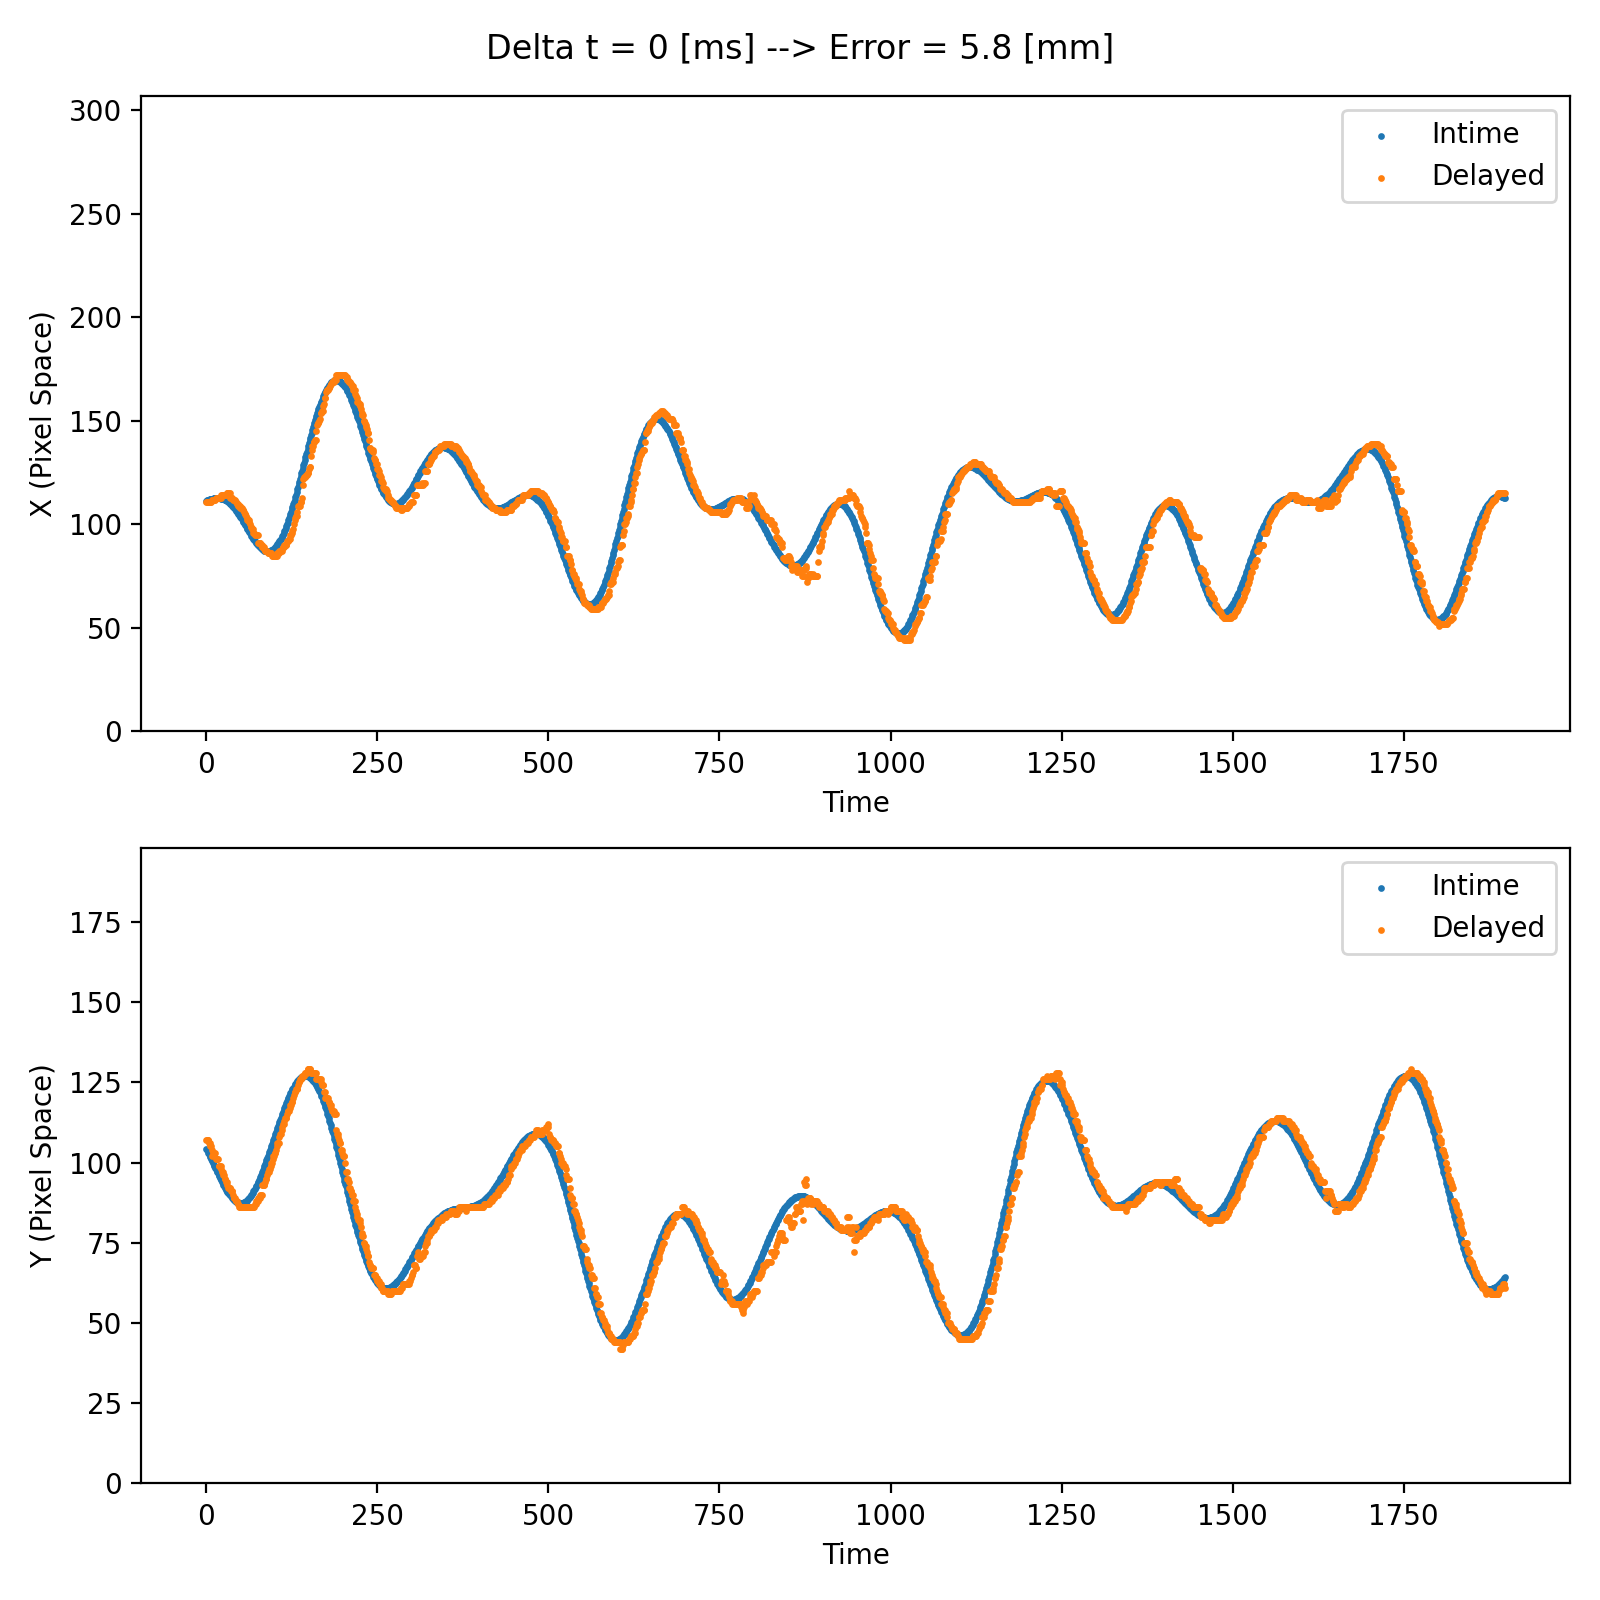 Delta t = 0 [ms] --> Error = 5.8 [mm]
300
250
200
150
100
50
0
X (Pixel Space)
Intime
Delayed
0 250 500 750 1000 1250 1500 1750
Time
175
150
125
100
75
50
25
0
Y (Pixel Space)
Intime
Delayed
0 250 500 750 1000 1250 1500 1750
Time